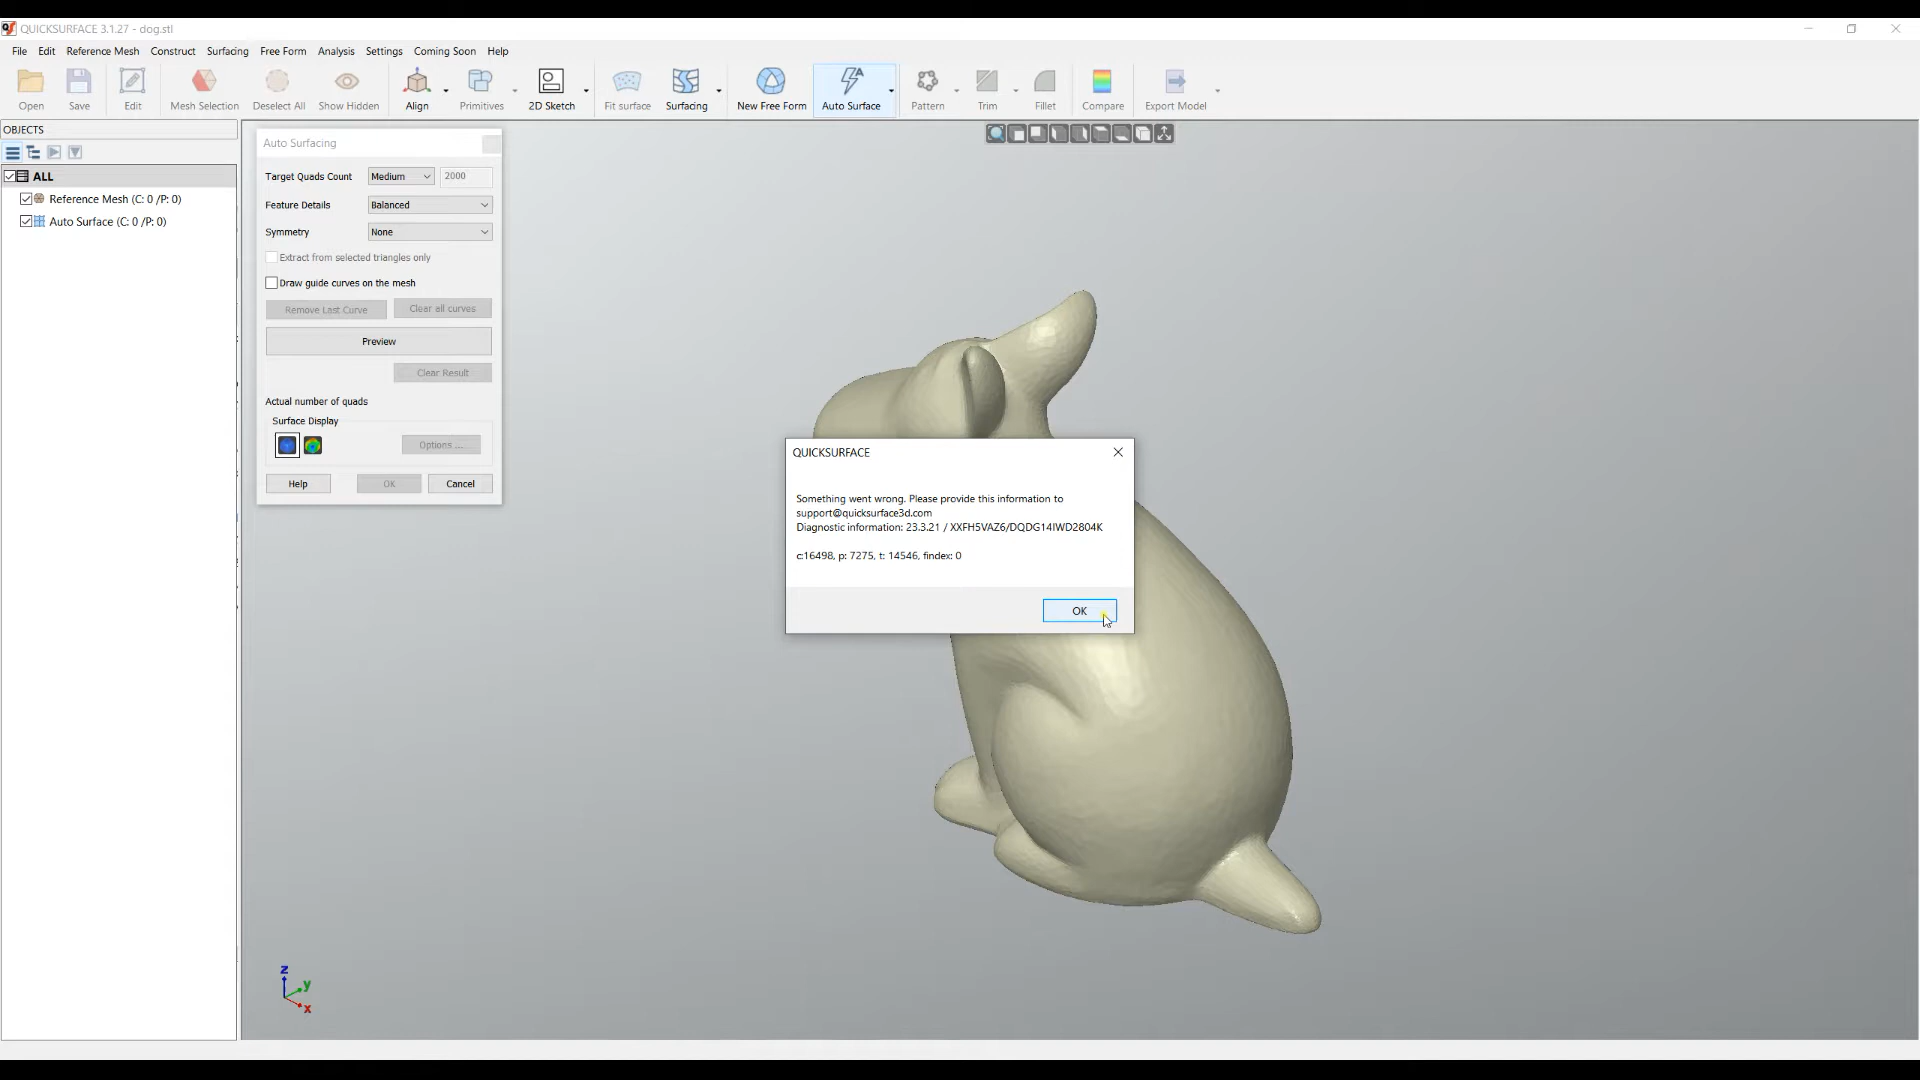 QUICKSURFACE 3.1.27 - dog.stl
File Edit Reference Mesh Construct Surfacing Free Form Analysis Settings Coming Soon Help
Open Save Edit Mesh Selection Deselect All Show Hidden Align Primitives 2D Sketch Fit surface Surfacing New Free Form Auto Surface Pattern Trim Fillet Compare Export Model
OBJECTS
ALL
Reference Mesh (C: 0 /P: 0)
Auto Surface (C: 0 /P: 0)
Auto Surfacing
Target Quads Count Medium 2000
Feature Details Balanced
Symmetry None
Extract from selected triangles only
Draw guide curves on the mesh
Remove Last Curve Clear all curves
Preview
Clear Result
Actual number of quads
Surface Display
Options ...
Help OK Cancel
QUICKSURFACE
Something went wrong. Please provide this information to
support@quicksurface3d.com
Diagnostic information: 23.3.21 / XXFH5VAZ6/DQDG14IWD2804K
c:16498, p: 7275, t: 14546, findex: 0
OK
z
y
x